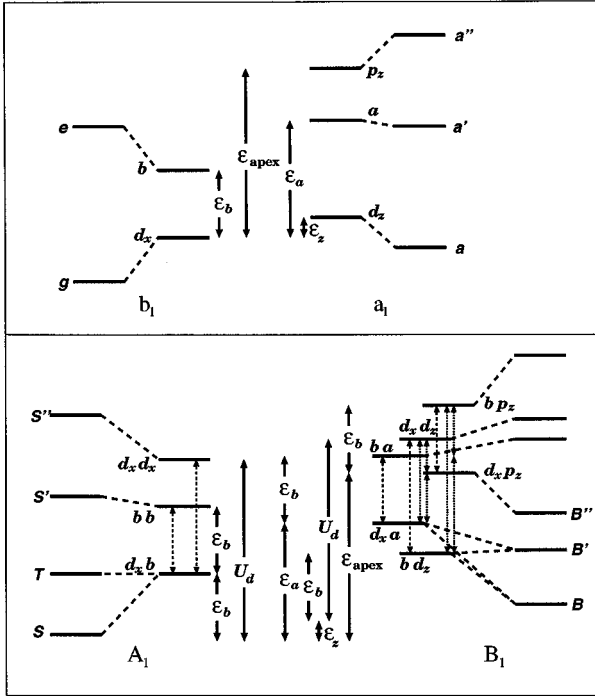 a''
p_z
e
a
a'
b
ε_apex
ε_a
ε_b
d_x
d_z
ε_z
g
a
b_1
a_1
S''
b p_z
d_x d_z
ε_b
d_x d_x
b a
ε_b
d_x p_z
S'
b b
U_d
B''
ε_b
U_d
d_x a
ε_a
ε_apex
B'
T
d_x b
ε_b
b d_z
ε_b
B
S
ε_z
A_1
B_1